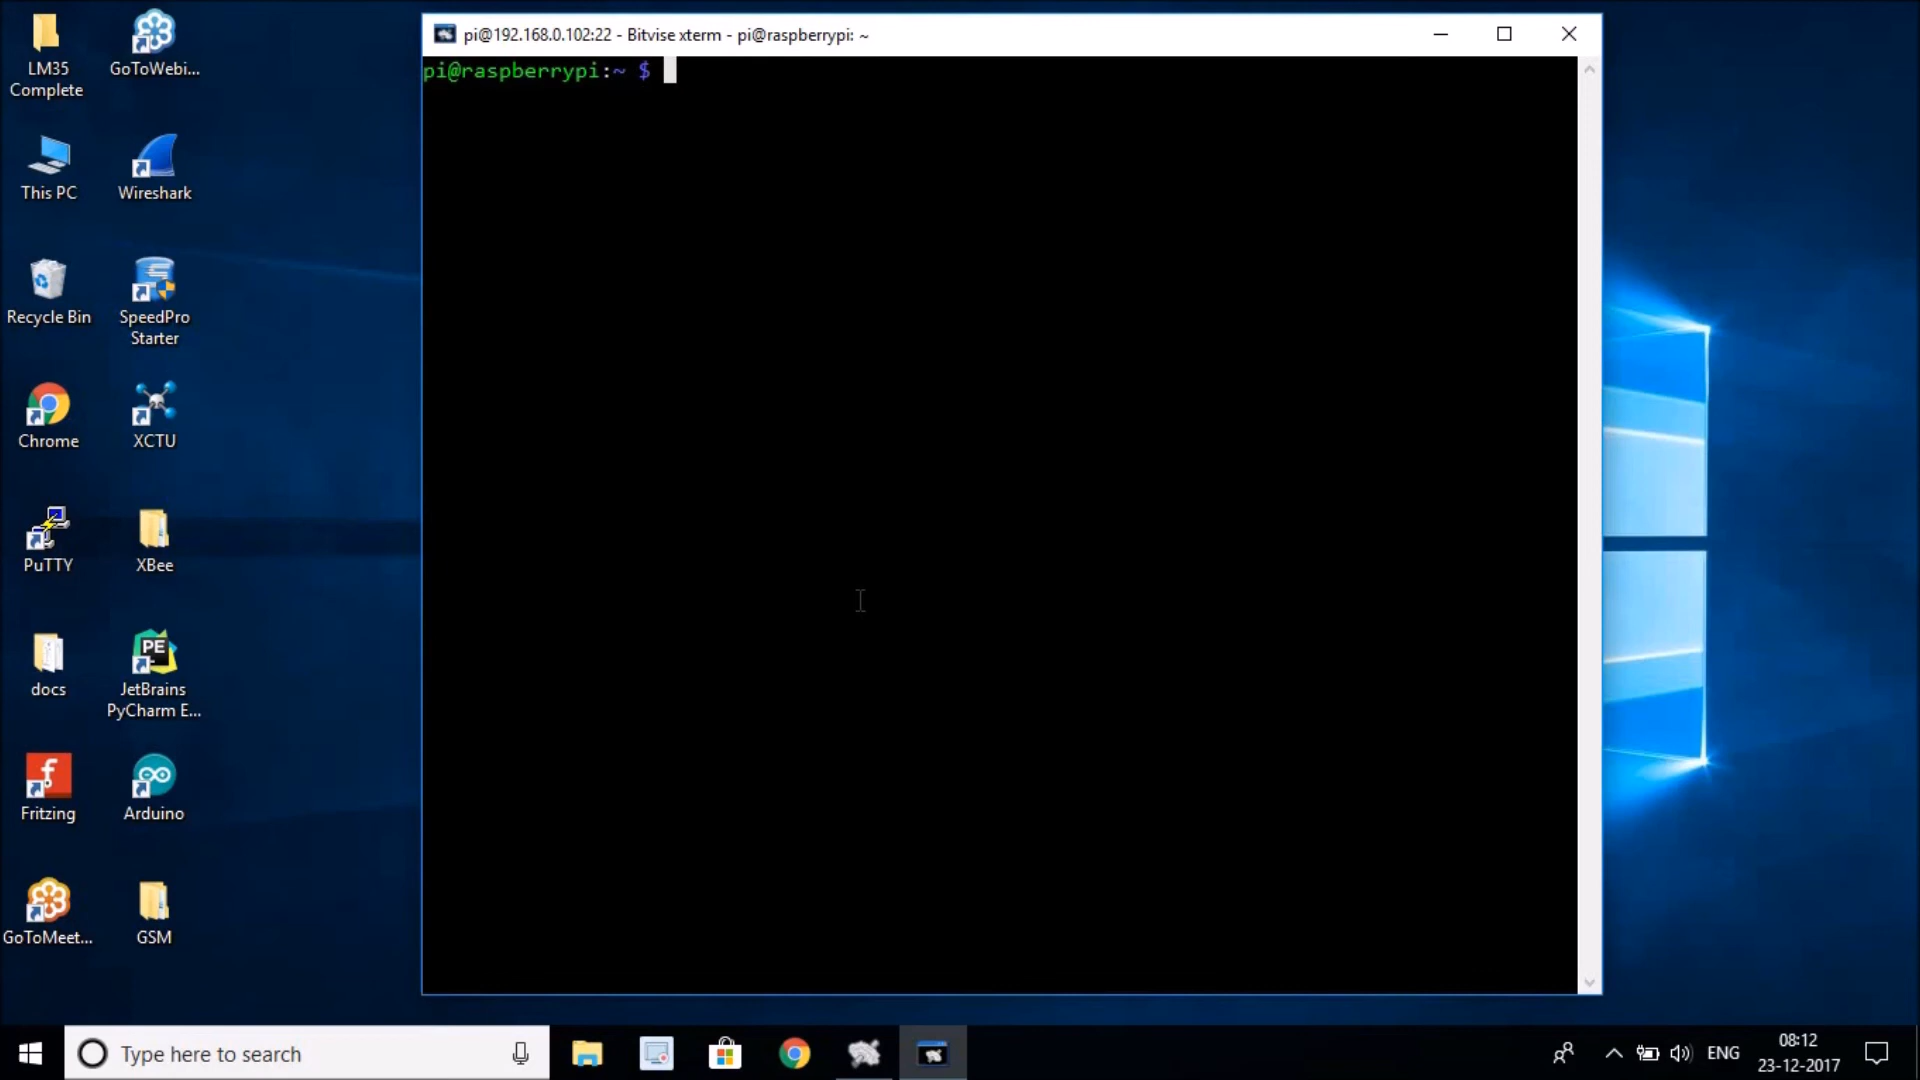 pi@192.168.0.102:22 - Bitvise xterm - pi@raspberrypi: ~
pi@raspberrypi:~ $
LM35
Complete
GoToWebi...
This PC
Wireshark
Recycle Bin
SpeedPro
Starter
Chrome
XCTU
PuTTY
XBee
docs
PE
JetBrains
PyCharm E...
Fritzing
Arduino
GoToMeet...
GSM
Type here to search
ENG
08:12
23-12-2017